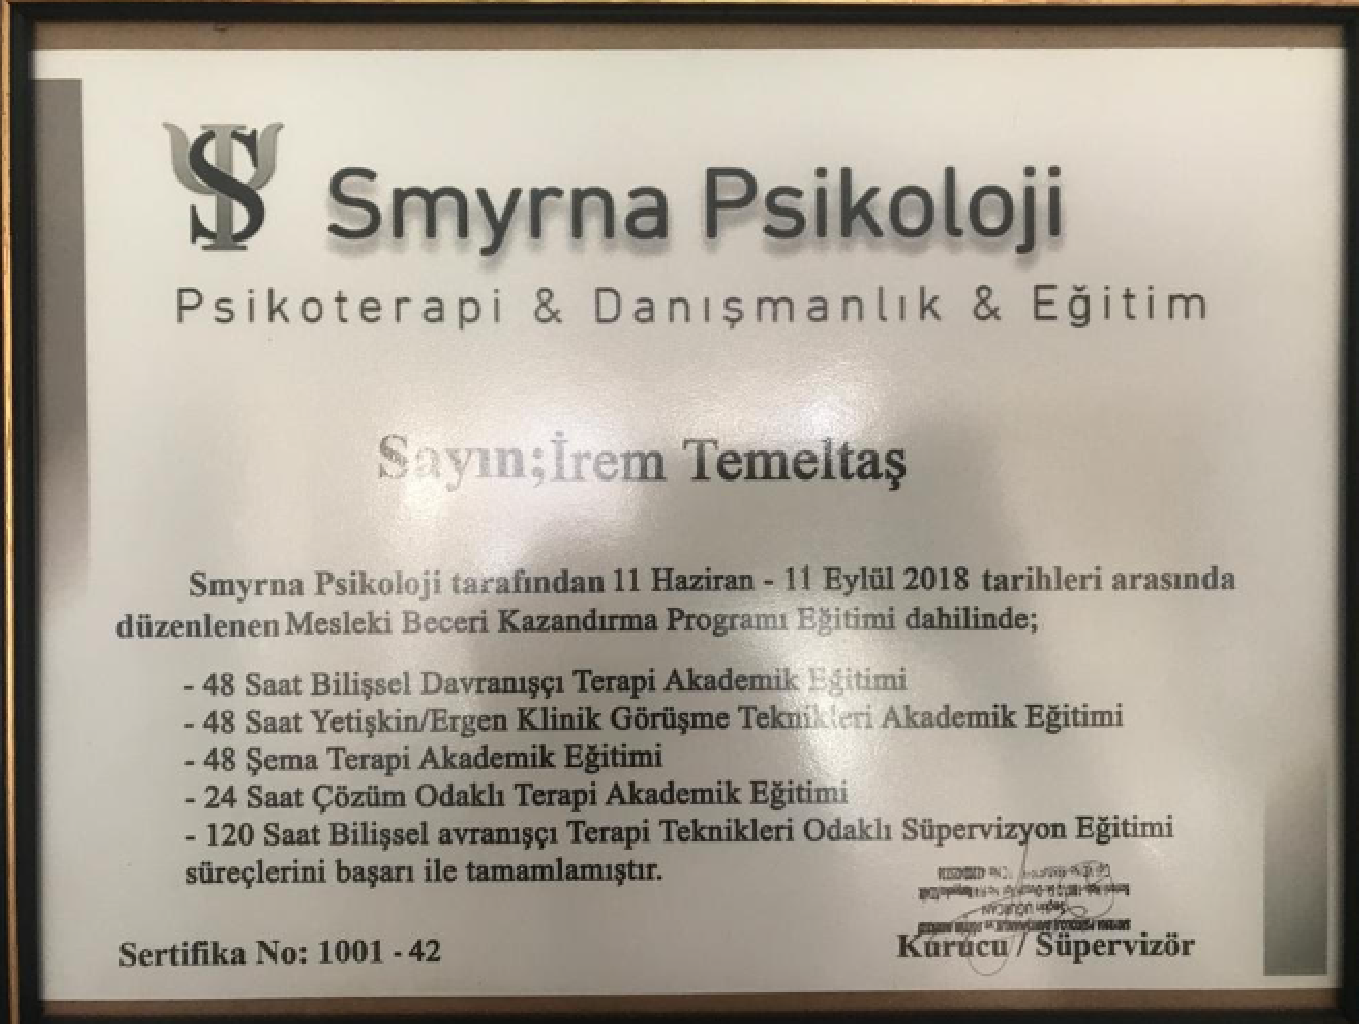 Smyrna Psikoloji
Psikoterapi & Danışmanlık & Eğitim
Sayın;İrem Temeltaş
Smyrna Psikoloji tarafından 11 Haziran - 11 Eylül 2018 tarihleri arasında
düzenlenen Mesleki Beceri Kazandırma Programı Eğitimi dahilinde;
- 48 Saat Bilişsel Davranışçı Terapi Akademik Eğitimi
- 48 Saat Yetişkin/Ergen Klinik Görüşme Teknikleri Akademik Eğitimi
- 48 Şema Terapi Akademik Eğitimi
- 24 Saat Çözüm Odaklı Terapi Akademik Eğitimi
- 120 Saat Bilişsel avranışçı Terapi Teknikleri Odaklı Süpervizyon Eğitimi
süreçlerini başarı ile tamamlamıştır.
UĞURCAN
Kurucu / Süpervizör
Sertifika No: 1001 - 42